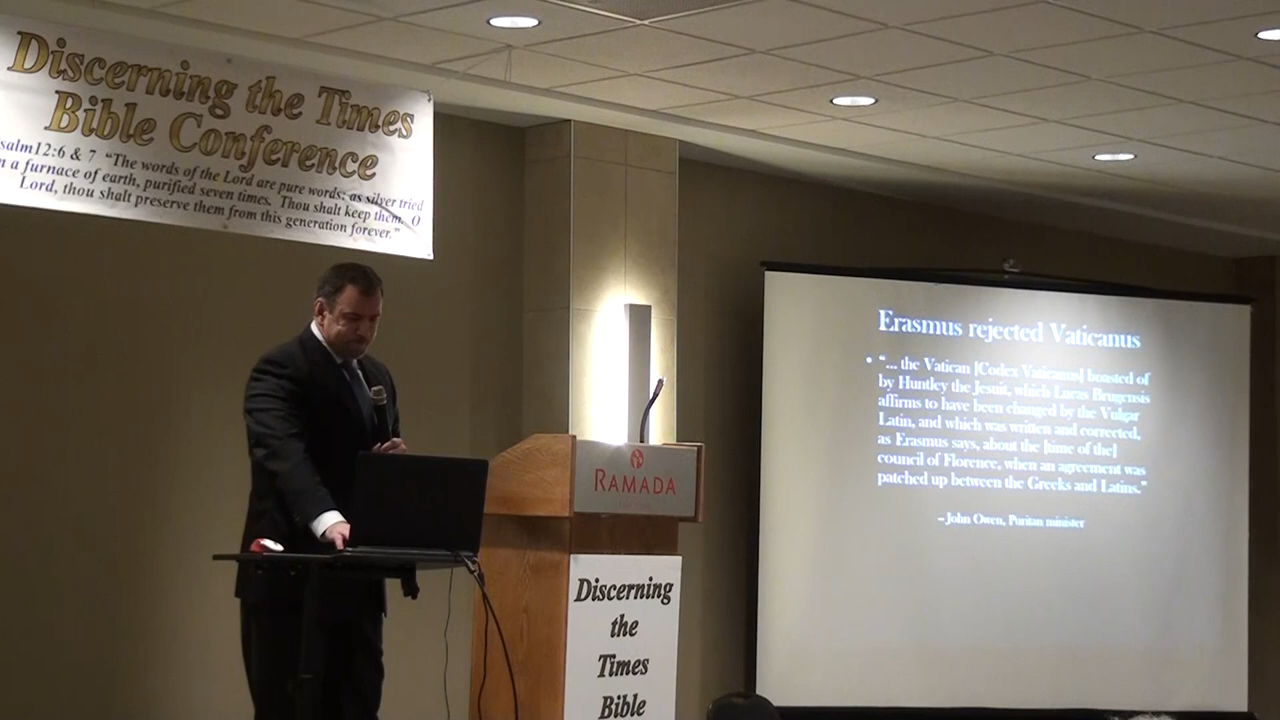 Discerning the Times
Bible Conference
salm12:6 & 7 "The words of the Lord are pure words: as silver tried
n a furnace of earth, purified seven times. Thou shalt keep them, O
Lord, thou shalt preserve them from this generation forever."
Erasmus rejected Vaticanus
• "... the Vatican [Codex Vaticanus] boasted of
by Huntley the Jesuit, which Lucas Brugensis
affirms to have been changed by the Vulgar
Latin, and which was written and corrected,
as Erasmus says, about the [time of the]
council of Florence, when an agreement was
patched up between the Greeks and Latins."
– John Owen, Puritan minister
RAMADA
Discerning
the
Times
Bible